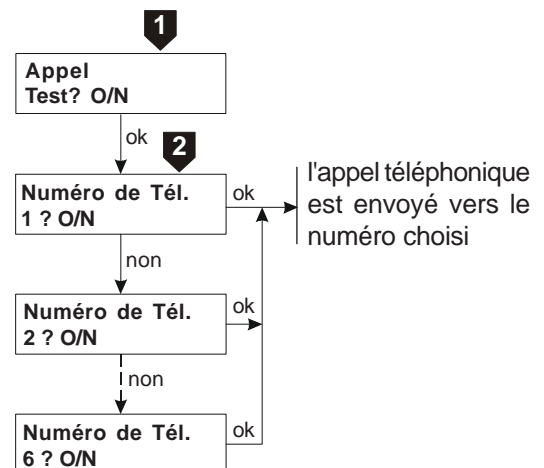 1
Appel
Test? O/N
ok
2
Numéro de Tél.
1 ? O/N
ok
l'appel téléphonique
est envoyé vers le
numéro choisi
non
Numéro de Tél.
2 ? O/N
ok
non
Numéro de Tél.
6 ? O/N
ok